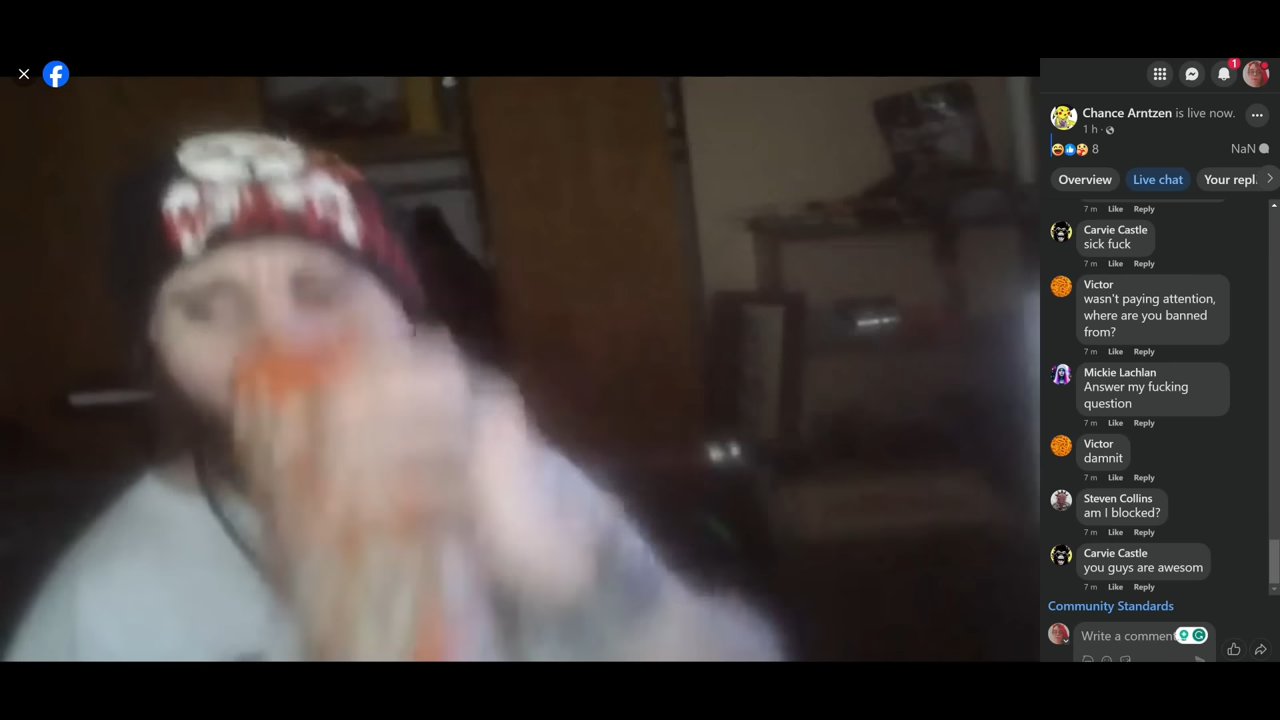 Chance Arntzen is live now.
1 h ·
8
NaN
1
Overview
Live chat
Your repl.
7 m Like Reply
Carvie Castle
sick fuck
7 m Like Reply
Victor
wasn't paying attention,
where are you banned
from?
7 m Like Reply
Mickie Lachlan
Answer my fucking
question
7 m Like Reply
Victor
damnit
7 m Like Reply
Steven Collins
am I blocked?
7 m Like Reply
Carvie Castle
you guys are awesom
7 m Like Reply
Community Standards
Write a comment